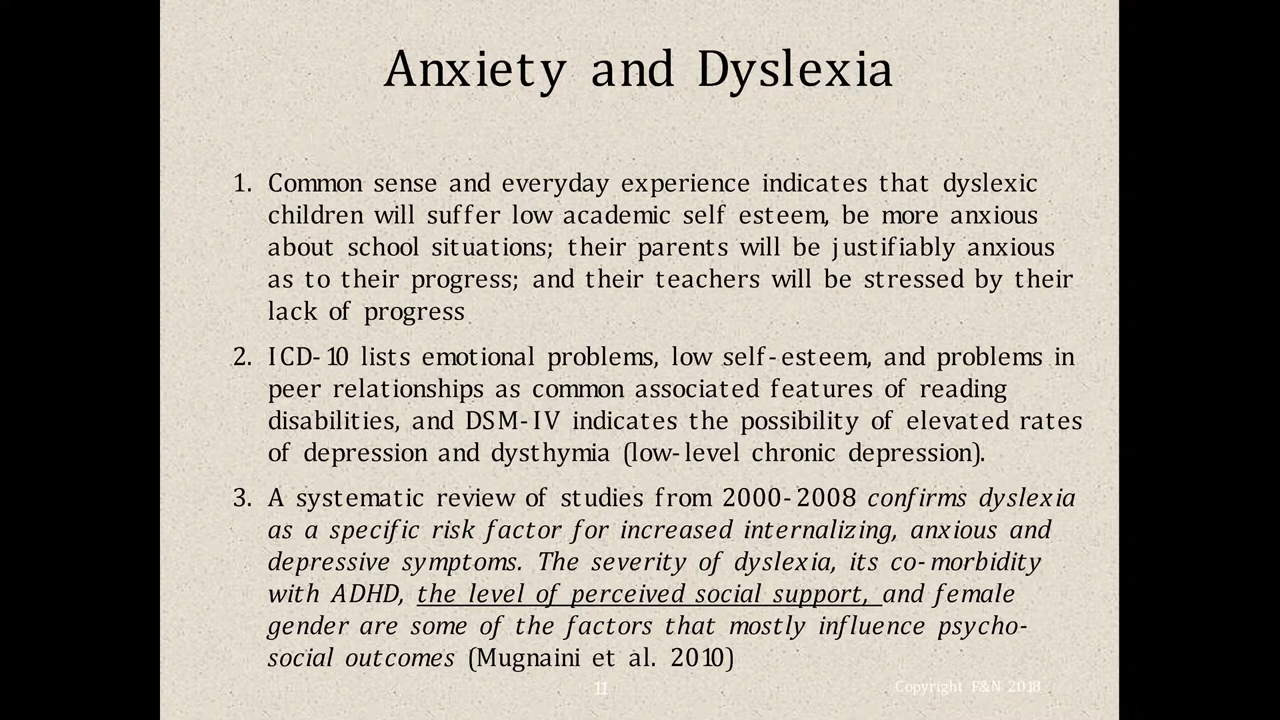 Anxiety and Dyslexia
1. Common sense and everyday experience indicates that dyslexic
children will suffer low academic self esteem, be more anxious
about school situations; their parents will be justifiably anxious
as to their progress; and their teachers will be stressed by their
lack of progress
2. ICD-10 lists emotional problems, low self-esteem, and problems in
peer relationships as common associated features of reading
disabilities, and DSM-IV indicates the possibility of elevated rates
of depression and dysthymia (low-level chronic depression).
3. A systematic review of studies from 2000-2008 confirms dyslexia
as a specific risk factor for increased internalizing, anxious and
depressive symptoms. The severity of dyslexia, its co-morbidity
with ADHD, the level of perceived social support, and female
gender are some of the factors that mostly influence psycho-
social outcomes (Mugnaini et al. 2010)
11
Copyright F&N 2018